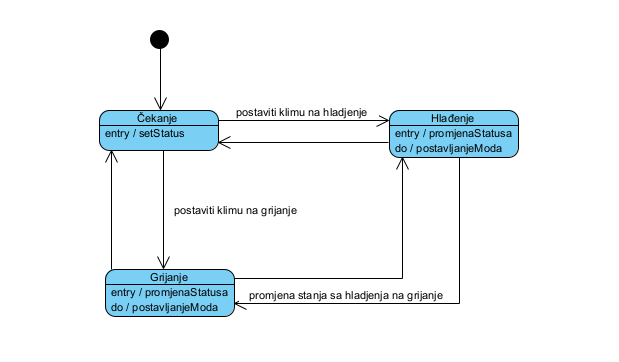 Čekanje
entry / setStatus
postaviti klimu na hladjenje
Hlađenje
entry / promjenaStatusa
do / postavljanjeModa
postaviti klimu na grijanje
Grijanje
entry / promjenaStatusa
do / postavljanjeModa
promjena stanja sa hladjenja na grijanje